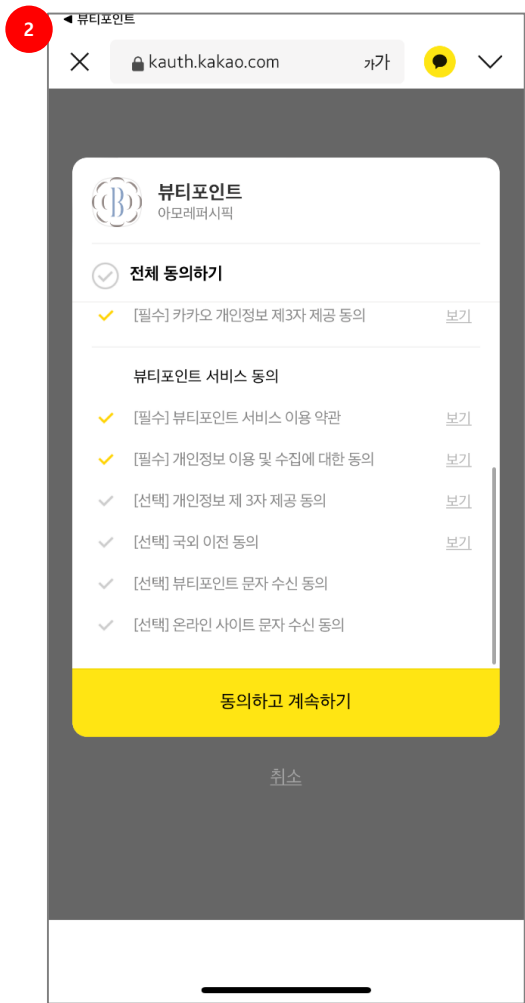 2
◀ 뷰티포인트
kauth.kakao.com 가가
뷰티포인트
아모레퍼시픽
전체 동의하기
[필수] 카카오 개인정보 제3자 제공 동의 보기
뷰티포인트 서비스 동의
[필수] 뷰티포인트 서비스 이용 약관 보기
[필수] 개인정보 이용 및 수집에 대한 동의 보기
[선택] 개인정보 제 3자 제공 동의 보기
[선택] 국외 이전 동의 보기
[선택] 뷰티포인트 문자 수신 동의
[선택] 온라인 사이트 문자 수신 동의
동의하고 계속하기
취소